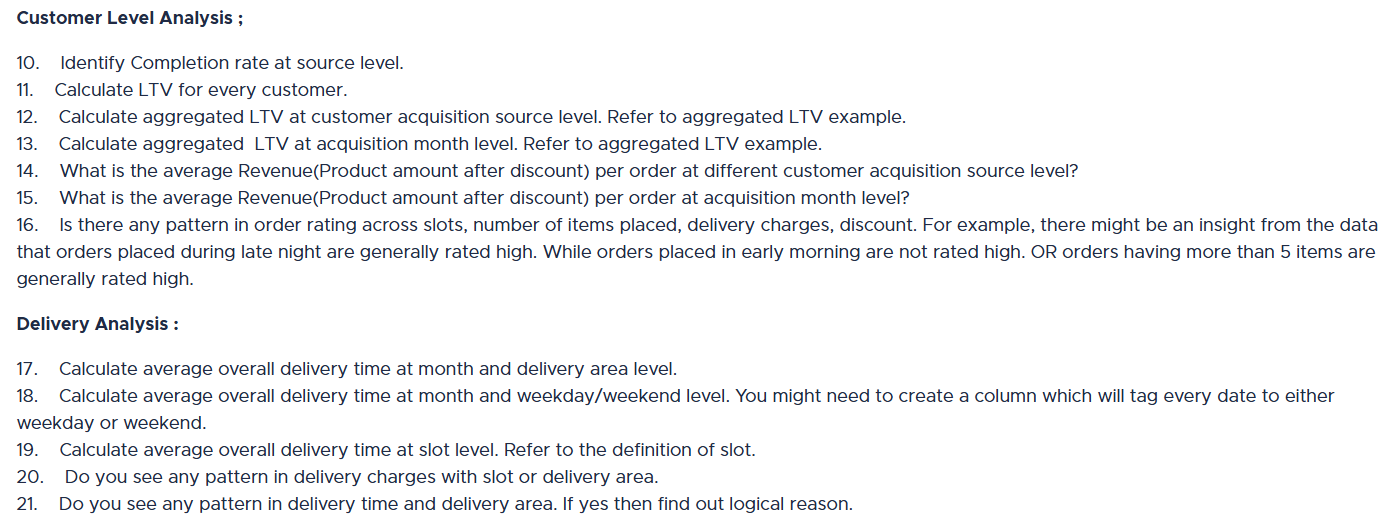 Customer Level Analysis ;
10. Identify Completion rate at source level.
11. Calculate LTV for every customer.
12. Calculate aggregated LTV at customer acquisition source level. Refer to aggregated LTV example.
13. Calculate aggregated LTV at acquisition month level. Refer to aggregated LTV example.
14. What is the average Revenue(Product amount after discount) per order at different customer acquisition source level?
15. What is the average Revenue(Product amount after discount) per order at acquisition month level?
16. Is there any pattern in order rating across slots, number of items placed, delivery charges, discount. For example, there might be an insight from the data
that orders placed during late night are generally rated high. While orders placed in early morning are not rated high. OR orders having more than 5 items are
generally rated high.
Delivery Analysis :
17. Calculate average overall delivery time at month and delivery area level.
18. Calculate average overall delivery time at month and weekday/weekend level. You might need to create a column which will tag every date to either
weekday or weekend.
19. Calculate average overall delivery time at slot level. Refer to the definition of slot.
20. Do you see any pattern in delivery charges with slot or delivery area.
21. Do you see any pattern in delivery time and delivery area. If yes then find out logical reason.